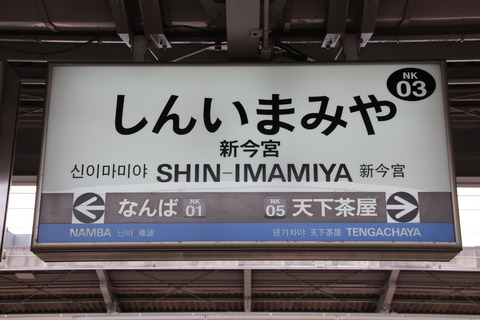 NK
03
しんいまみや
新今宮
신이마미야 SHIN-IMAMIYA 新今宮
なんば NK 01 NK 05 天下茶屋
NAMBA 난바 难波 덴가차야 天下茶屋 TENGACHAYA